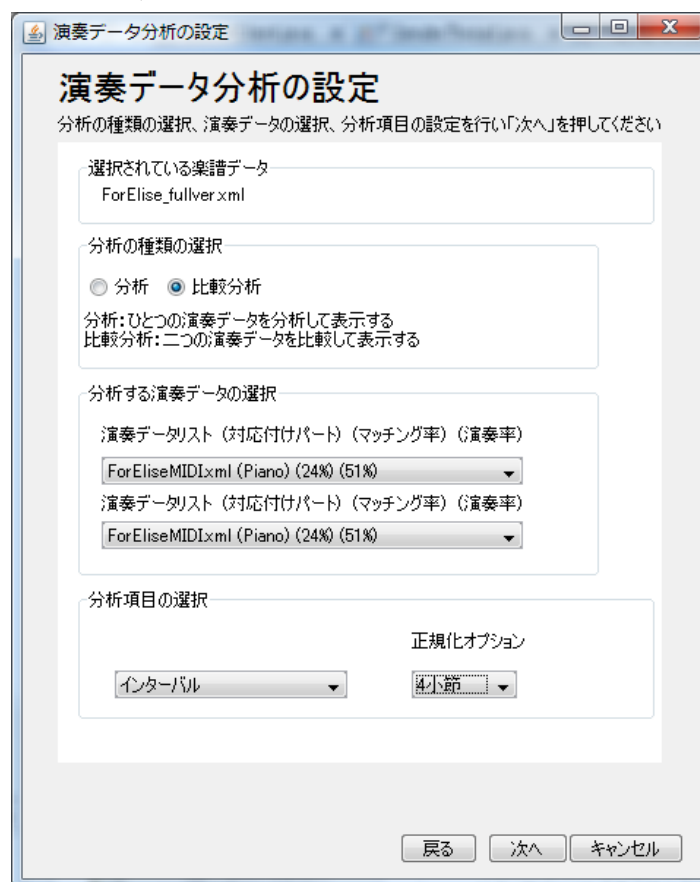 演奏データ分析の設定
演奏データ分析の設定
分析の種類の選択、演奏データの選択、分析項目の設定を行い「次へ」を押してください
選択されている楽譜データ
ForElise_fullver.xml
分析の種類の選択
分析 比較分析
分析:ひとつの演奏データを分析して表示する
比較分析:二つの演奏データを比較して表示する
分析する演奏データの選択
演奏データリスト (対応付けパート) (マッチング率) (演奏率)
ForEliseMIDI.xml (Piano) (24%) (51%)
演奏データリスト (対応付けパート) (マッチング率) (演奏率)
ForEliseMIDI.xml (Piano) (24%) (51%)
分析項目の選択
正規化オプション
インターバル 4小節
戻る 次へ キャンセル